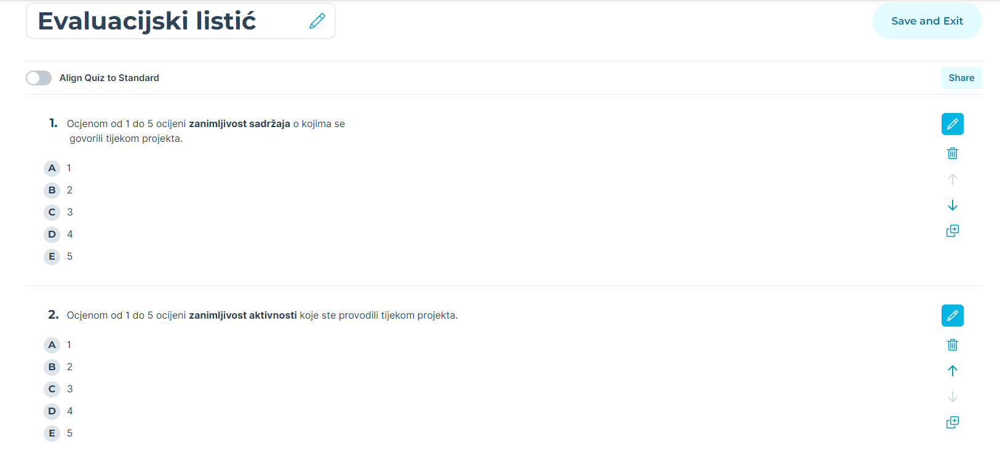 Evaluacijski listić
Save and Exit
Align Quiz to Standard
Share
1. Ocjenom od 1 do 5 ocijeni zanimljivost sadržaja o kojima se
govorili tijekom projekta.
A 1
B 2
C 3
D 4
E 5
2. Ocjenom od 1 do 5 ocijeni zanimljivost aktivnosti koje ste provodili tijekom projekta.
A 1
B 2
C 3
D 4
E 5